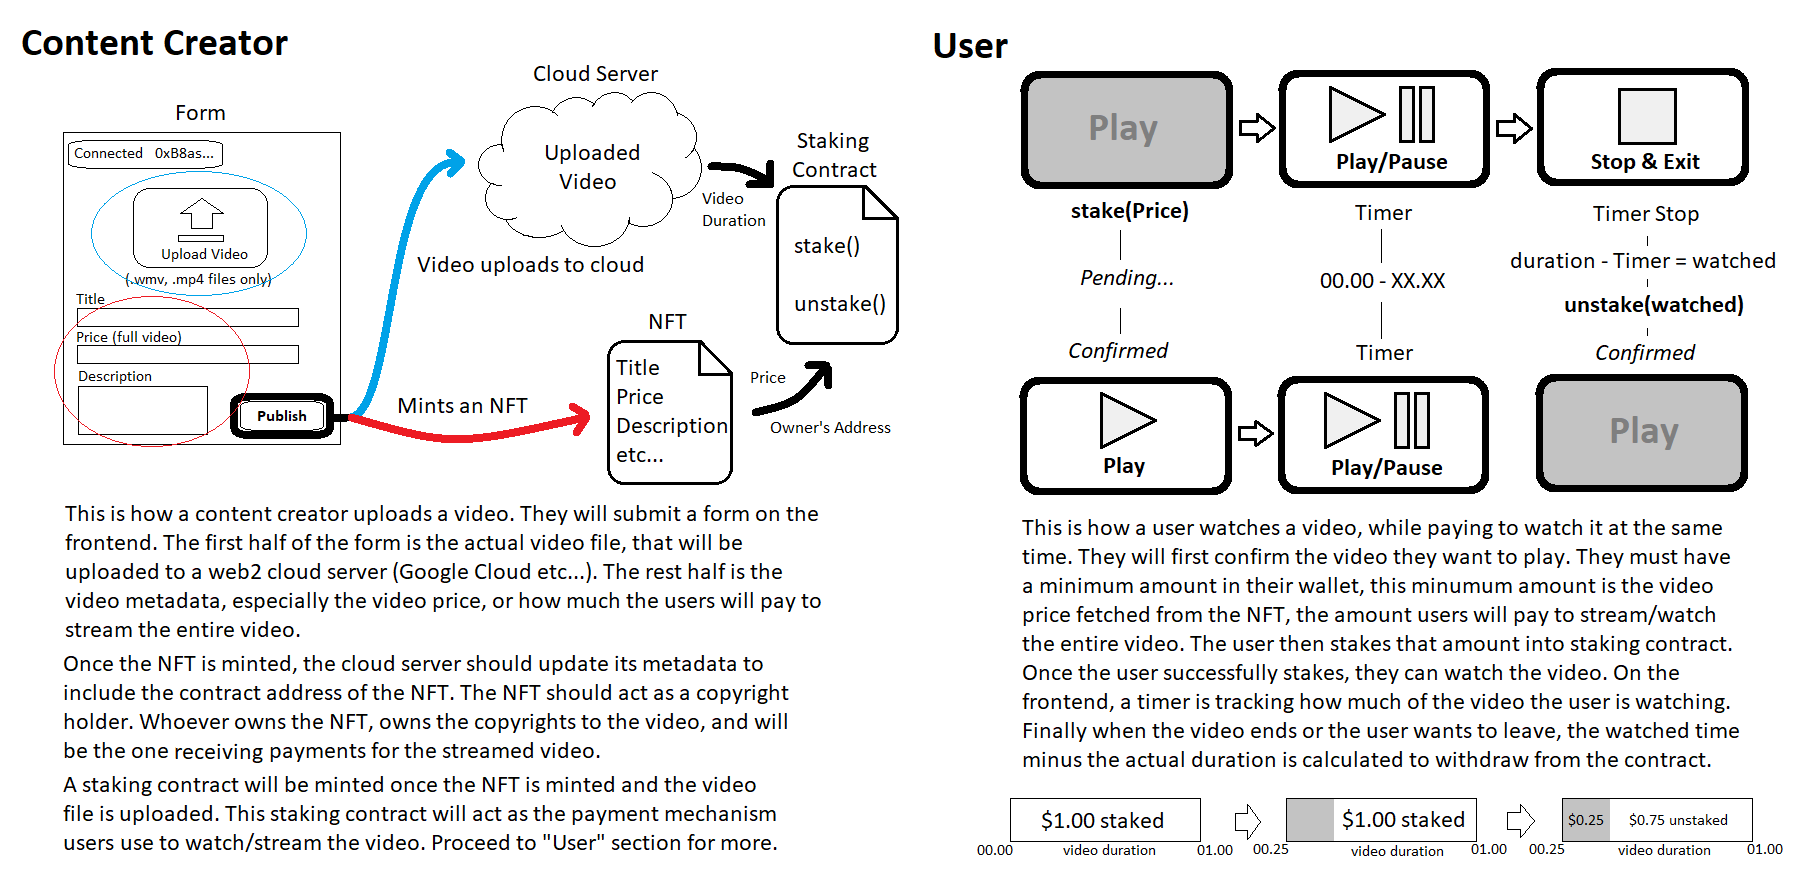 Content Creator
Form
Connected 0xB8as...
Upload Video
(.wmv, .mp4 files only)
Title
Price (full video)
Description
Publish
Cloud Server
Uploaded
Video
Video uploads to cloud
Mints an NFT
Video
Duration
Staking
Contract
stake()
unstake()
NFT
Title
Price
Description
etc...
Price
Owner's Address
This is how a content creator uploads a video. They will submit a form on the
frontend. The first half of the form is the actual video file, that will be
uploaded to a web2 cloud server (Google Cloud etc...). The rest half is the
video metadata, especially the video price, or how much the users will pay to
stream the entire video.
Once the NFT is minted, the cloud server should update its metadata to
include the contract address of the NFT. The NFT should act as a copyright
holder. Whoever owns the NFT, owns the copyrights to the video, and will
be the one receiving payments for the streamed video.
A staking contract will be minted once the NFT is minted and the video
file is uploaded. This staking contract will act as the payment mechanism
users use to watch/stream the video. Proceed to "User" section for more.
User
Play
Play/Pause
Stop & Exit
stake(Price)
Pending...
Confirmed
Timer
00.00 - XX.XX
Timer
Timer Stop
duration - Timer = watched
unstake(watched)
Confirmed
Play
Play/Pause
Play
This is how a user watches a video, while paying to watch it at the same
time. They will first confirm the video they want to play. They must have
a minimum amount in their wallet, this minumum amount is the video
price fetched from the NFT, the amount users will pay to stream/watch
the entire video. The user then stakes that amount into staking contract.
Once the user successfully stakes, they can watch the video. On the
frontend, a timer is tracking how much of the video the user is watching.
Finally when the video ends or the user wants to leave, the watched time
minus the actual duration is calculated to withdraw from the contract.
$1.00 staked
00.00 video duration 01.00
$1.00 staked
00.25 video duration 01.00
$0.25 $0.75 unstaked
00.25 video duration 01.00